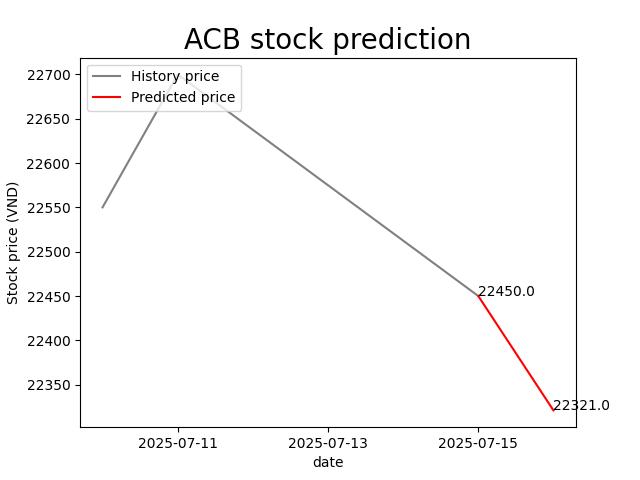 ACB stock prediction
History price
Predicted price
22700
22650
22600
22550
22500
22450
22400
22350
Stock price (VND)
22450.0
22321.0
2025-07-11
2025-07-13
2025-07-15
date